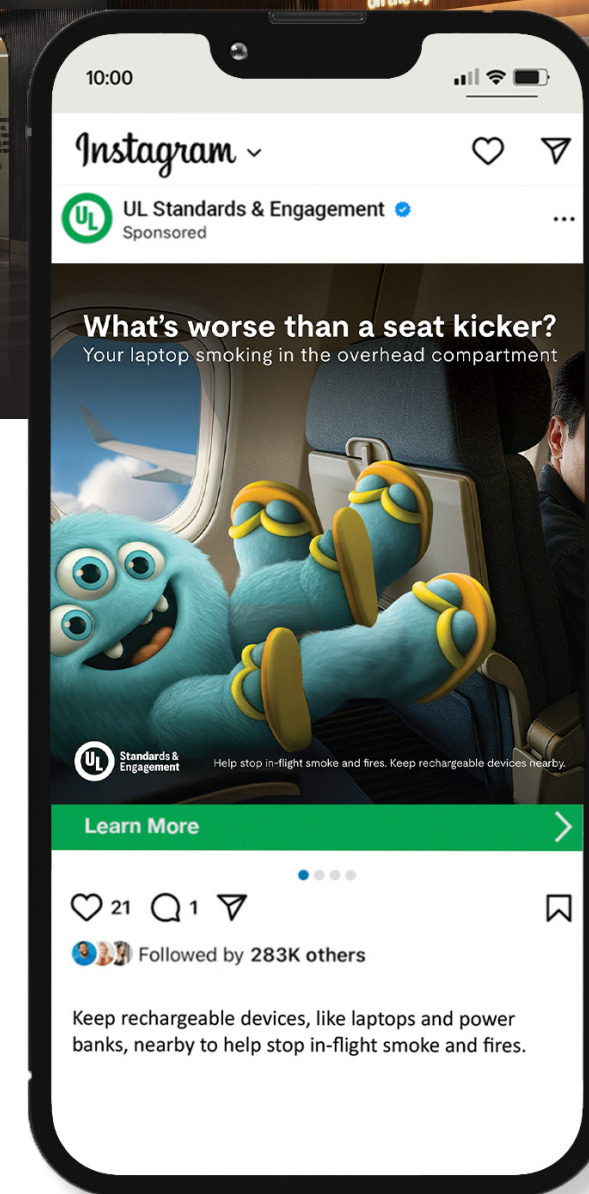 on the fly
10:00
Instagram
UL Standards & Engagement
Sponsored
What's worse than a seat kicker?
Your laptop smoking in the overhead compartment
UL Standards &
Engagement
Help stop in-flight smoke and fires. Keep rechargeable devices nearby.
Learn More
21 1
Followed by 283K others
Keep rechargeable devices, like laptops and power
banks, nearby to help stop in-flight smoke and fires.